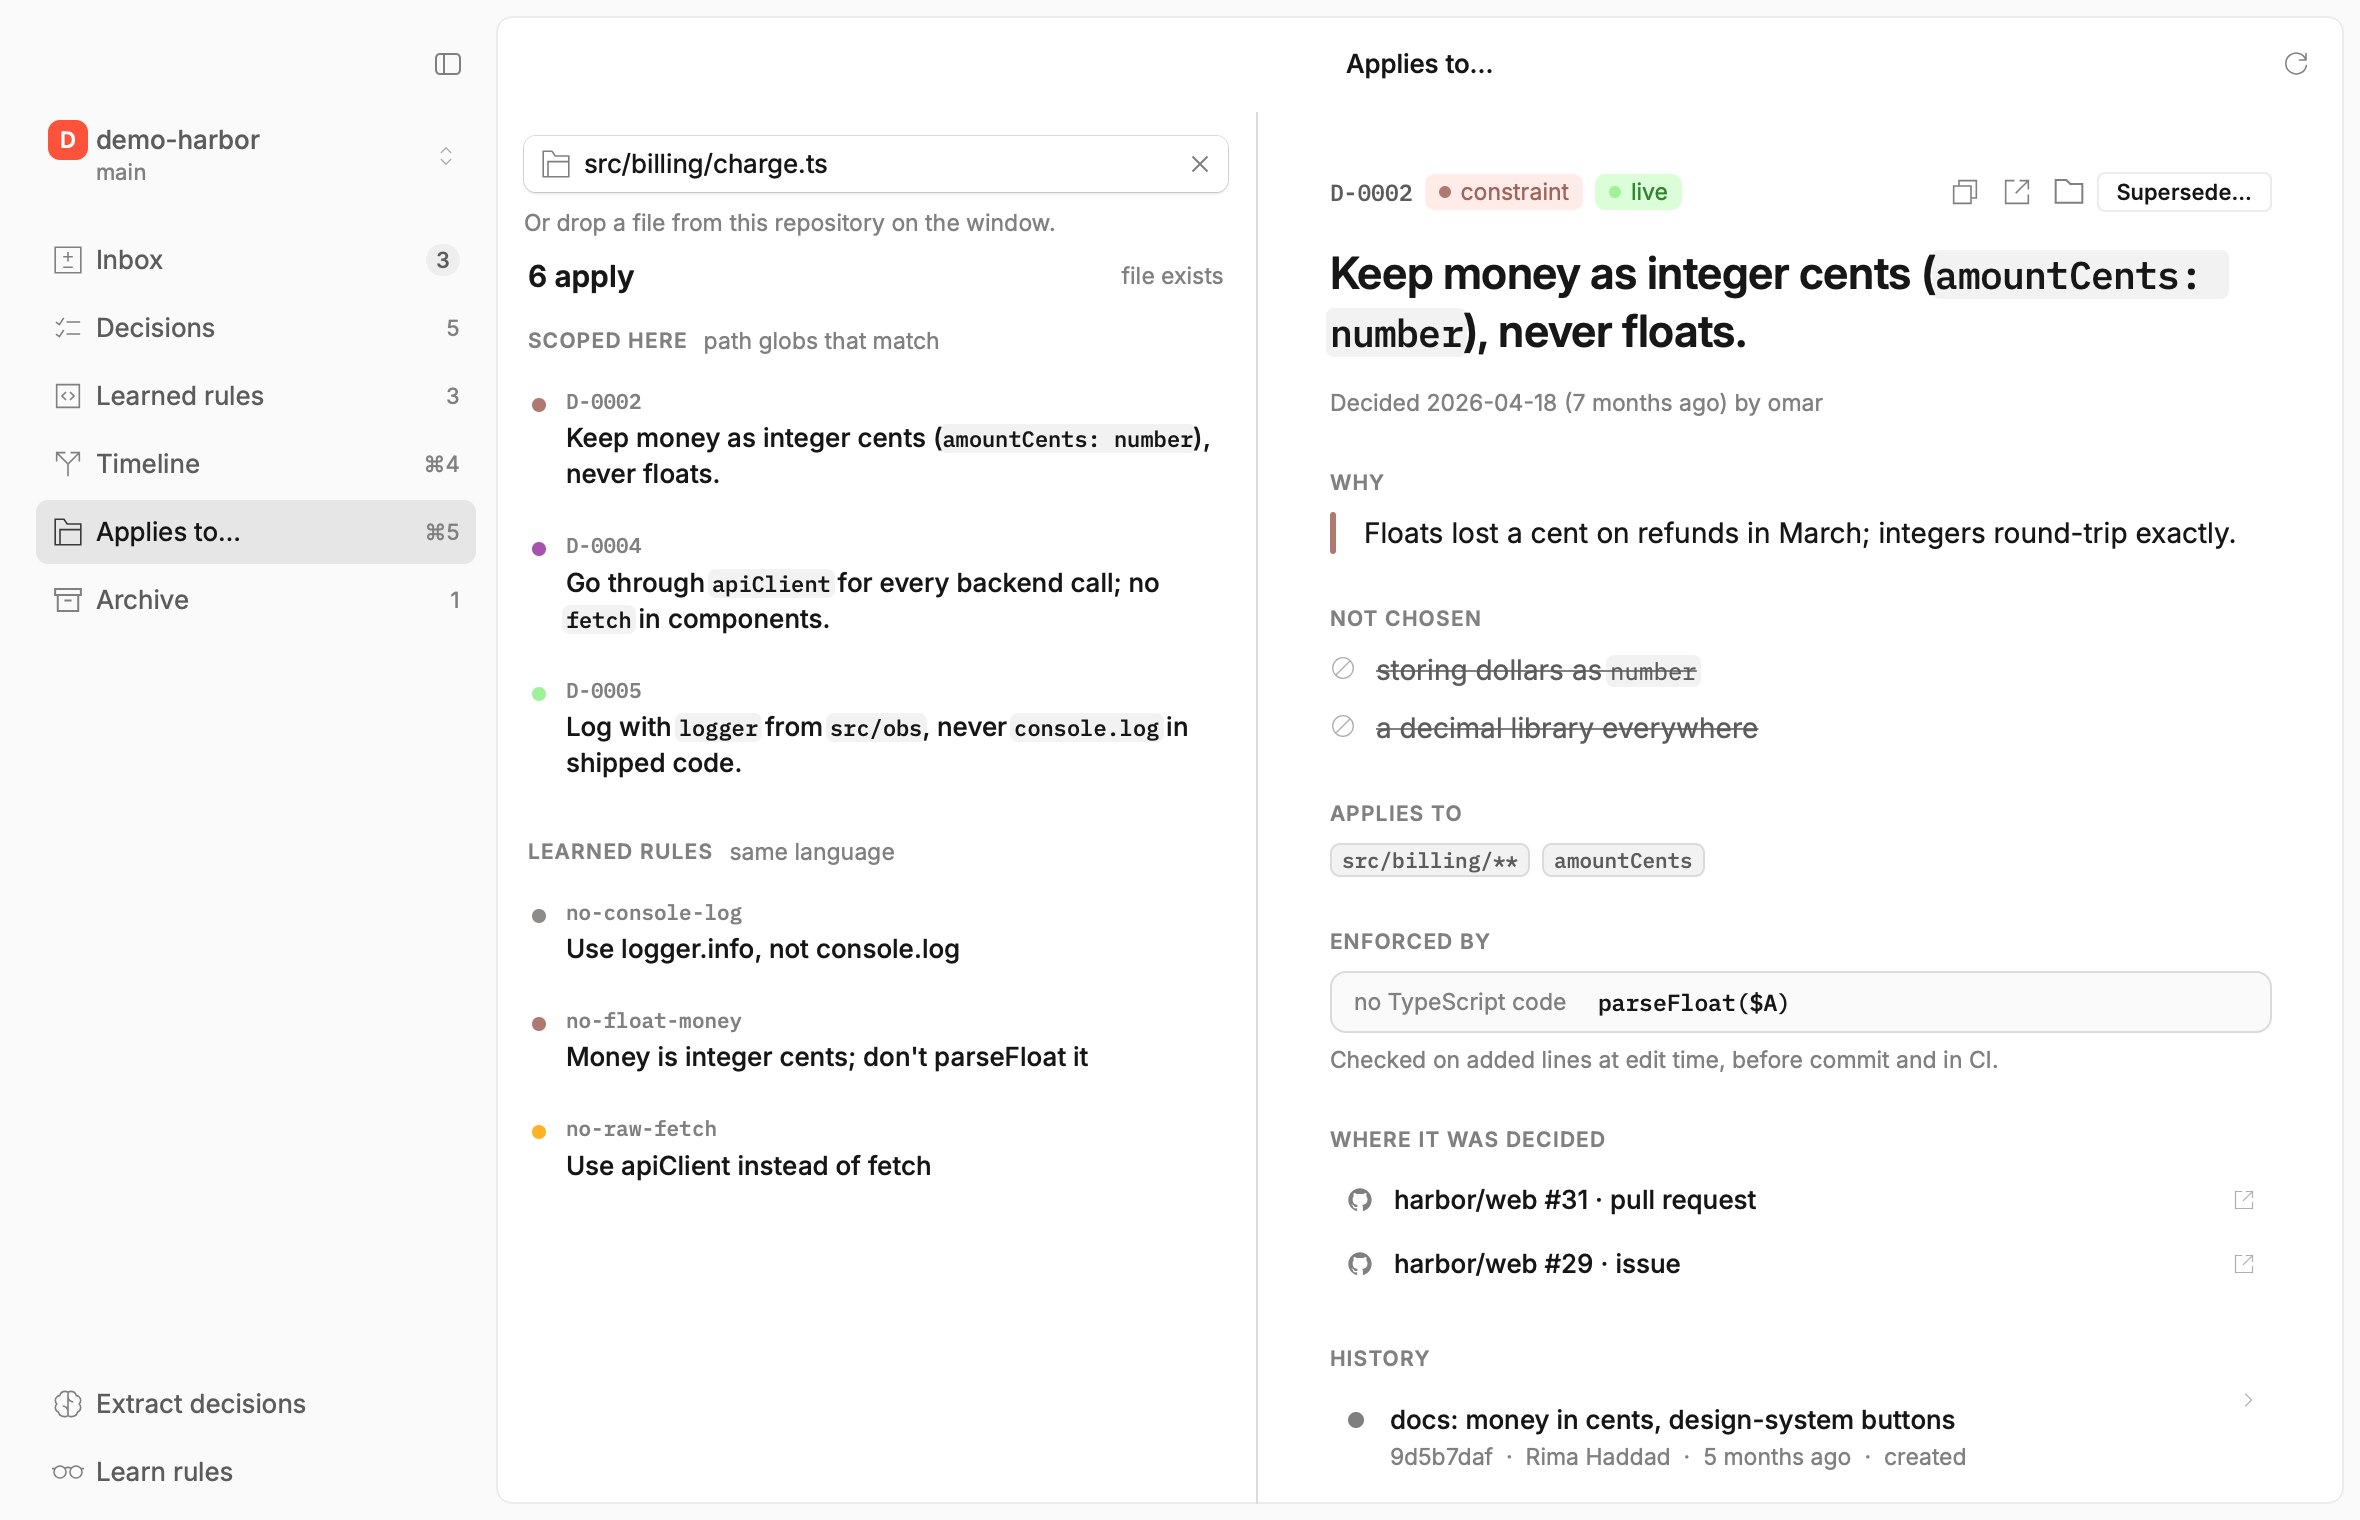 D
demo-harbor
main
Inbox 3
Decisions 5
Learned rules 3
Timeline ⌘4
Applies to... ⌘5
Archive 1
Extract decisions
Learn rules
Applies to...
src/billing/charge.ts
Or drop a file from this repository on the window.
6 apply file exists
SCOPED HERE path globs that match
D-0002
Keep money as integer cents (amountCents: number),
never floats.
D-0004
Go through apiClient for every backend call; no
fetch in components.
D-0005
Log with logger from src/obs, never console.log in
shipped code.
LEARNED RULES same language
no-console-log
Use logger.info, not console.log
no-float-money
Money is integer cents; don't parseFloat it
no-raw-fetch
Use apiClient instead of fetch
D-0002 constraint live Supersede...
Keep money as integer cents (amountCents:
number), never floats.
Decided 2026-04-18 (7 months ago) by omar
WHY
Floats lost a cent on refunds in March; integers round-trip exactly.
NOT CHOSEN
storing dollars as number
a decimal library everywhere
APPLIES TO
src/billing/** amountCents
ENFORCED BY
no TypeScript code parseFloat($A)
Checked on added lines at edit time, before commit and in CI.
WHERE IT WAS DECIDED
harbor/web #31 · pull request
harbor/web #29 · issue
HISTORY
docs: money in cents, design-system buttons
9d5b7daf · Rima Haddad · 5 months ago · created